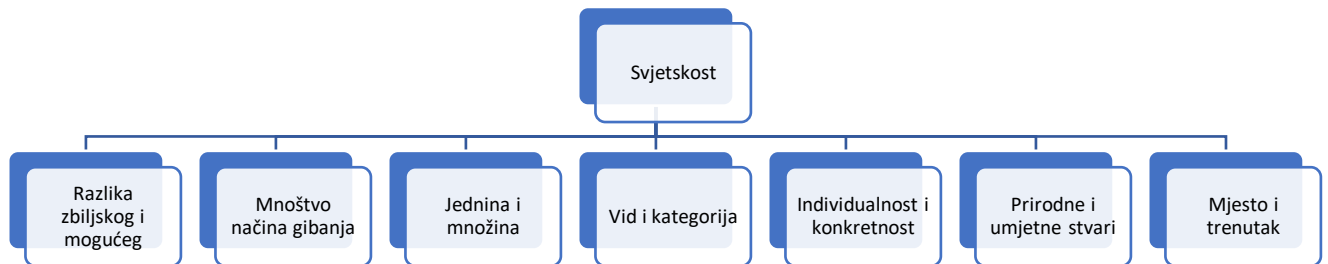 Svjetskost
Razlika
zbiljskog i
mogućeg
Mnoštvo
načina gibanja
Jednina i
množina
Vid i kategorija
Individualnost i
konkretnost
Prirodne i
umjetne stvari
Mjesto i
trenutak